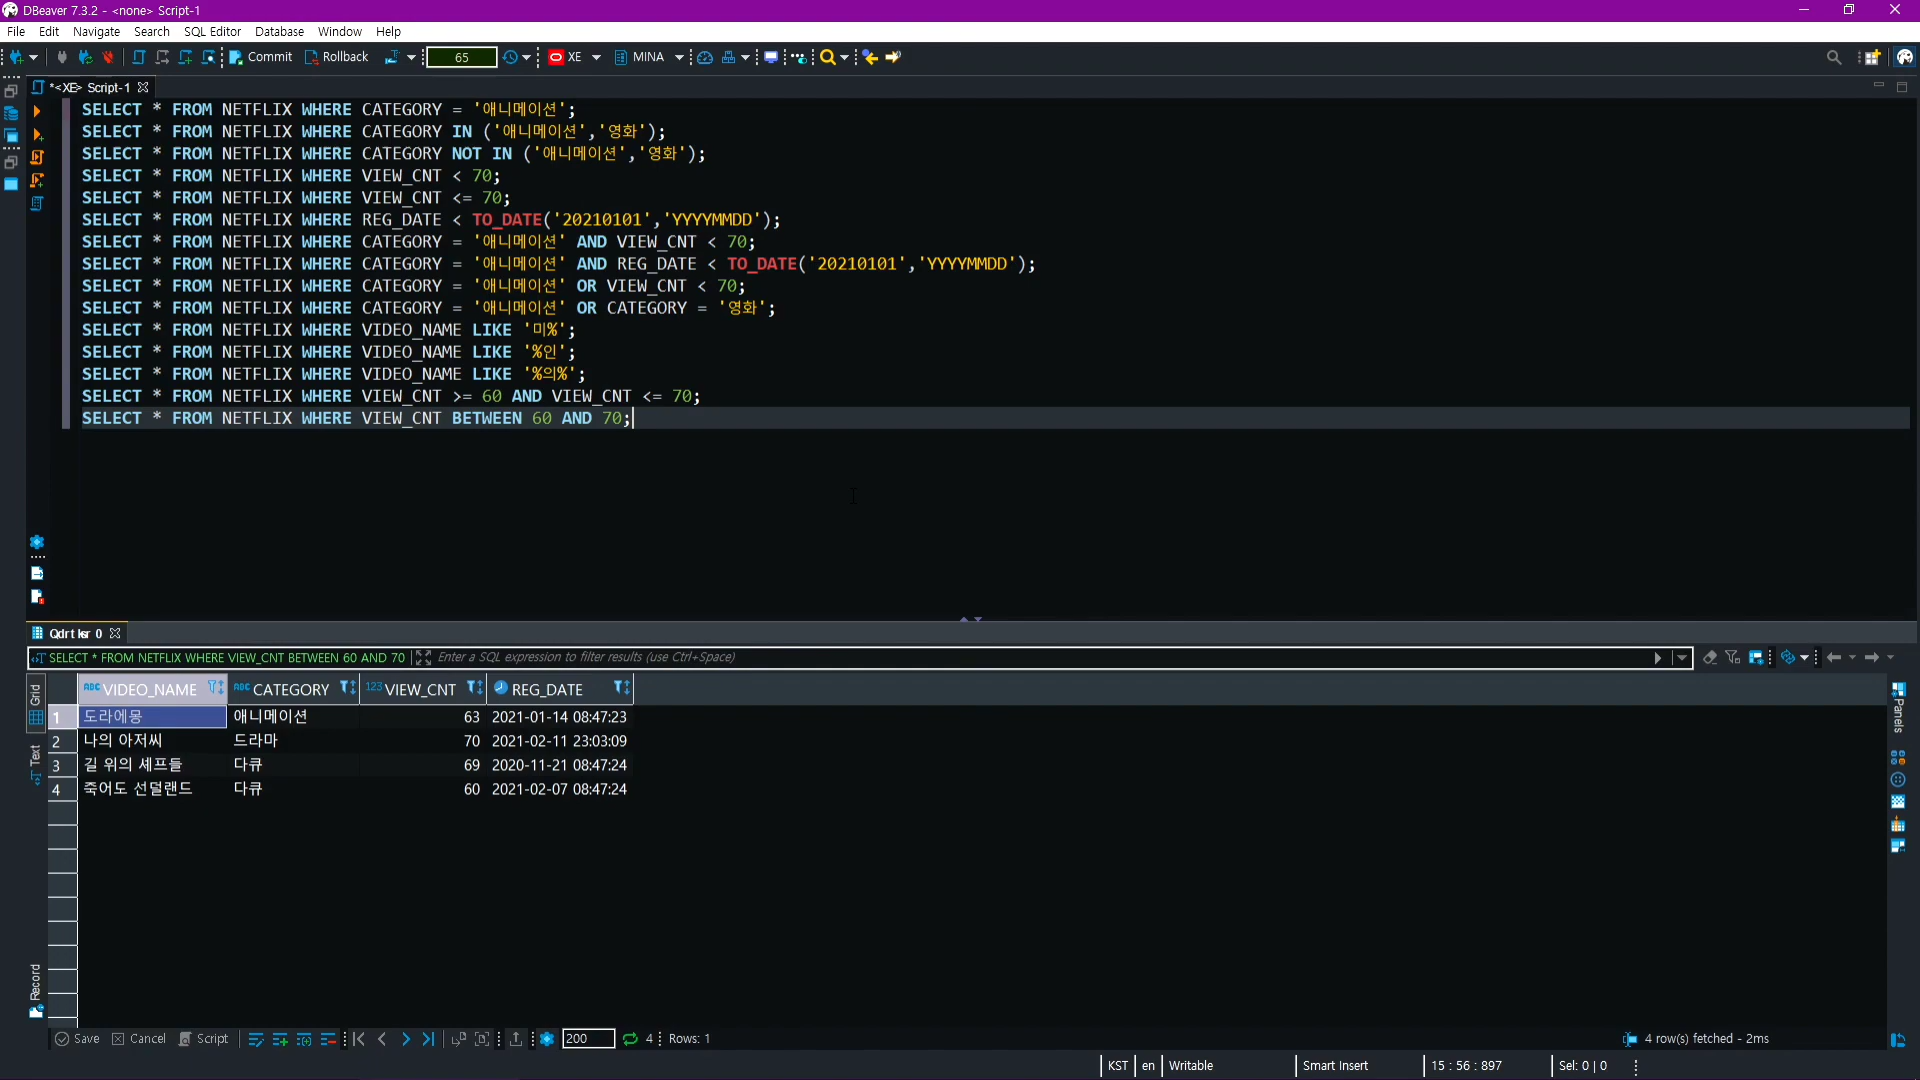 DBeaver 7.3.2 - <none> Script-1
File Edit Navigate Search SQL Editor Database Window Help
Commit Rollback 65 XE MINA
*<XE> Script-1
SELECT * FROM NETFLIX WHERE CATEGORY = '애니메이션';
SELECT * FROM NETFLIX WHERE CATEGORY IN ('애니메이션','영화');
SELECT * FROM NETFLIX WHERE CATEGORY NOT IN ('애니메이션','영화');
SELECT * FROM NETFLIX WHERE VIEW_CNT < 70;
SELECT * FROM NETFLIX WHERE VIEW_CNT <= 70;
SELECT * FROM NETFLIX WHERE REG_DATE < TO_DATE('20210101','YYYYMMDD');
SELECT * FROM NETFLIX WHERE CATEGORY = '애니메이션' AND VIEW_CNT < 70;
SELECT * FROM NETFLIX WHERE CATEGORY = '애니메이션' AND REG_DATE < TO_DATE('20210101','YYYYMMDD');
SELECT * FROM NETFLIX WHERE CATEGORY = '애니메이션' OR VIEW_CNT < 70;
SELECT * FROM NETFLIX WHERE CATEGORY = '애니메이션' OR CATEGORY = '영화';
SELECT * FROM NETFLIX WHERE VIDEO_NAME LIKE '미%';
SELECT * FROM NETFLIX WHERE VIDEO_NAME LIKE '%인';
SELECT * FROM NETFLIX WHERE VIDEO_NAME LIKE '%의%';
SELECT * FROM NETFLIX WHERE VIEW_CNT >= 60 AND VIEW_CNT <= 70;
SELECT * FROM NETFLIX WHERE VIEW_CNT BETWEEN 60 AND 70;
SELECT * FROM NETFLIX WHERE VIEW_CNT BETWEEN 60 AND 70 Enter a SQL expression to filter results (use Ctrl+Space)
Grid
Text
Record
Panels
VIDEO_NAME CATEGORY VIEW_CNT REG_DATE
1 도라에몽 애니메이션 63 2021-01-14 08:47:23
2 나의 아저씨 드라마 70 2021-02-11 23:03:09
3 길 위의 셰프들 다큐 69 2020-11-21 08:47:24
4 죽어도 선덜랜드 다큐 60 2021-02-07 08:47:24
Save Cancel Script 200 4 Rows: 1 4 row(s) fetched - 2ms
KST en Writable Smart Insert 15 : 56 : 897 Sel: 0 | 0